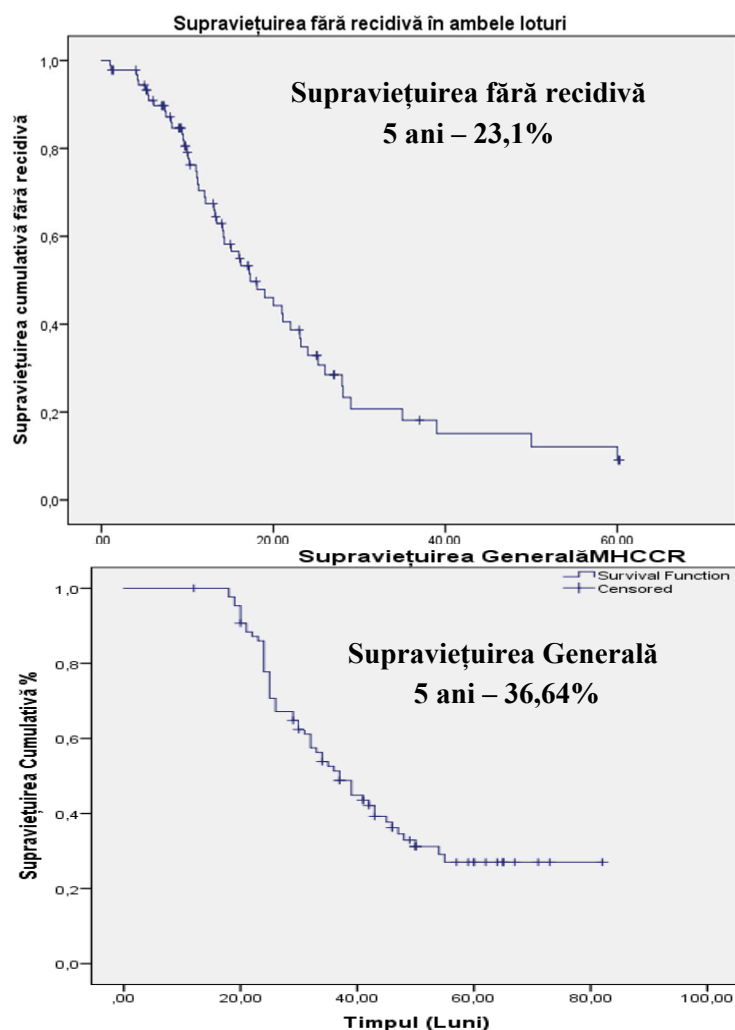 Supraviețuirea fără recidivă în ambele loturi
Supraviețuirea fără recidivă
5 ani – 23,1%
Supraviețuirea cumulativă fără recidivă
1,0
0,8
0,6
0,4
0,2
0,0
,00
20.00
40.00
60.00
Supraviețuirea GeneralăMHCCR
Survival Function
Censored
Supraviețuirea Generală
5 ani – 36,64%
Supraviețuirea Cumulativă %
1,0
0,8
0,6
0,4
0,2
0,0
,00
20,00
40,00
60,00
80,00
100,00
Timpul (Luni)